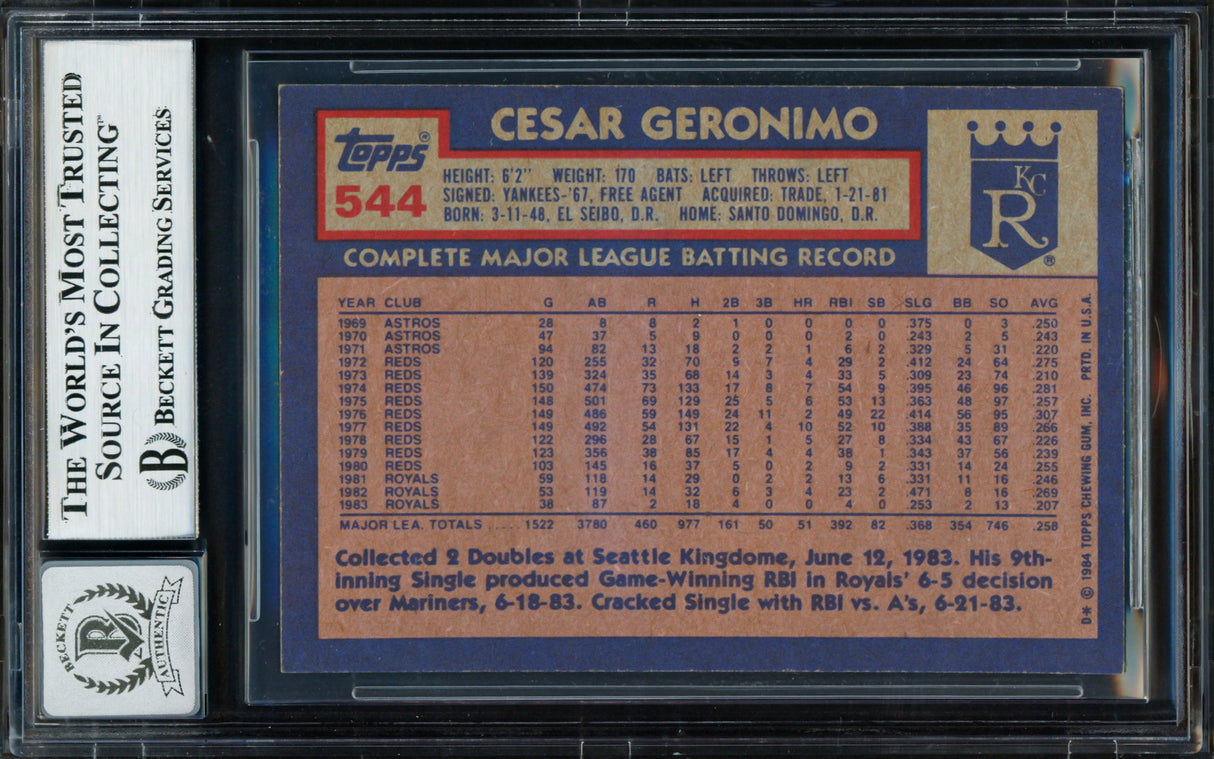 THE WORLD'S MOST TRUSTED
SOURCE IN COLLECTING™
B BECKETT GRADING SERVICES
BECKETT
AUTHENTIC
Topps®
544
CESAR GERONIMO
HEIGHT: 6'2" WEIGHT: 170 BATS: LEFT THROWS: LEFT
SIGNED: YANKEES-'67, FREE AGENT ACQUIRED: TRADE, 1-21-81
BORN: 3-11-48, EL SEIBO, D.R. HOME: SANTO DOMINGO, D.R.
KC
R®
COMPLETE MAJOR LEAGUE BATTING RECORD
YEAR CLUB G AB R H 2B 3B HR RBI SB SLG BB SO AVG
1969 ASTROS 28 8 8 2 1 0 0 0 0 .375 0 3 .250
1970 ASTROS 47 37 5 9 0 0 0 2 0 .243 2 5 .243
1971 ASTROS 94 82 13 18 2 2 1 6 2 .329 5 31 .220
1972 REDS 120 255 32 70 9 7 4 29 2 .412 24 64 .275
1973 REDS 139 324 35 68 14 3 4 33 5 .309 23 74 .210
1974 REDS 150 474 73 133 17 8 7 54 9 .395 46 96 .281
1975 REDS 148 501 69 129 25 5 6 53 13 .363 48 97 .257
1976 REDS 149 486 59 149 24 11 2 49 22 .414 56 95 .307
1977 REDS 149 492 54 131 22 4 10 52 10 .388 35 89 .266
1978 REDS 122 296 28 67 15 1 5 27 8 .334 43 67 .226
1979 REDS 123 356 38 85 17 4 4 38 1 .343 37 56 .239
1980 REDS 103 145 16 37 5 0 2 9 2 .331 14 24 .255
1981 ROYALS 59 118 14 29 0 2 2 13 6 .331 11 16 .246
1982 ROYALS 53 119 14 32 6 3 4 23 2 .471 8 16 .269
1983 ROYALS 38 87 2 18 4 0 0 4 0 .253 2 13 .207
MAJOR LEA. TOTALS ..... 1522 3780 460 977 161 50 51 392 82 .368 354 746 .258
Collected 2 Doubles at Seattle Kingdome, June 12, 1983. His 9th-
inning Single produced Game-Winning RBI in Royals' 6-5 decision
over Mariners, 6-18-83. Cracked Single with RBI vs. A's, 6-21-83.
D* © 1984 TOPPS CHEWING GUM, INC. PRTD. IN U.S.A.